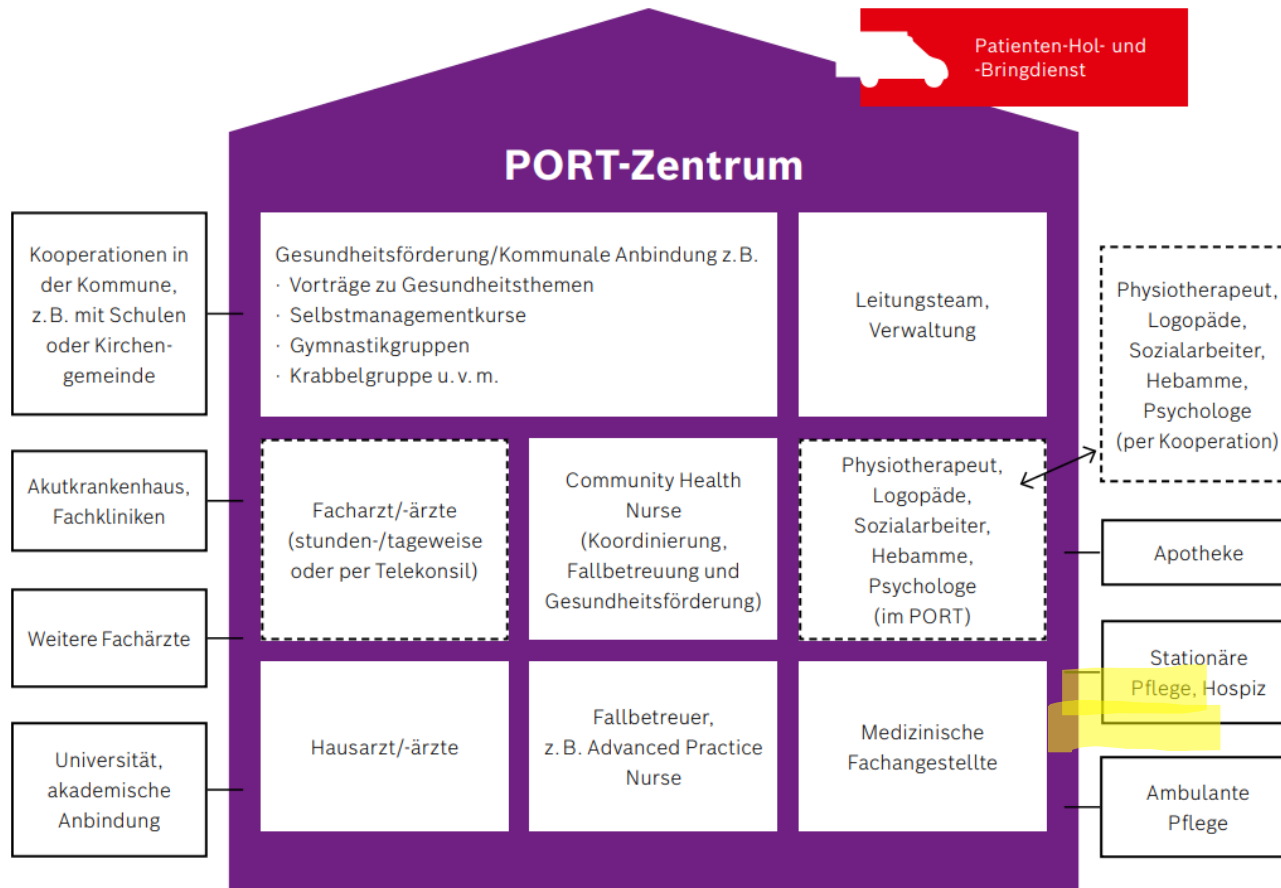 Patienten-Hol- und
-Bringdienst
PORT-Zentrum
Kooperationen in
der Kommune,
z. B. mit Schulen
oder Kirchen-
gemeinde
Gesundheitsförderung/Kommunale Anbindung z. B.
· Vorträge zu Gesundheitsthemen
· Selbstmanagementkurse
· Gymnastikgruppen
· Krabbelgruppe u. v. m.
Leitungsteam,
Verwaltung
Physiotherapeut,
Logopäde,
Sozialarbeiter,
Hebamme,
Psychologe
(per Kooperation)
Akutkrankenhaus,
Fachkliniken
Facharzt/-ärzte
(stunden-/tageweise
oder per Telekonsil)
Community Health
Nurse
(Koordinierung,
Fallbetreuung und
Gesundheitsförderung)
Physiotherapeut,
Logopäde,
Sozialarbeiter,
Hebamme,
Psychologe
(im PORT)
Apotheke
Weitere Fachärzte
Stationäre
Pflege, Hospiz
Universität,
akademische
Anbindung
Hausarzt/-ärzte
Fallbetreuer,
z. B. Advanced Practice
Nurse
Medizinische
Fachangestellte
Ambulante
Pflege